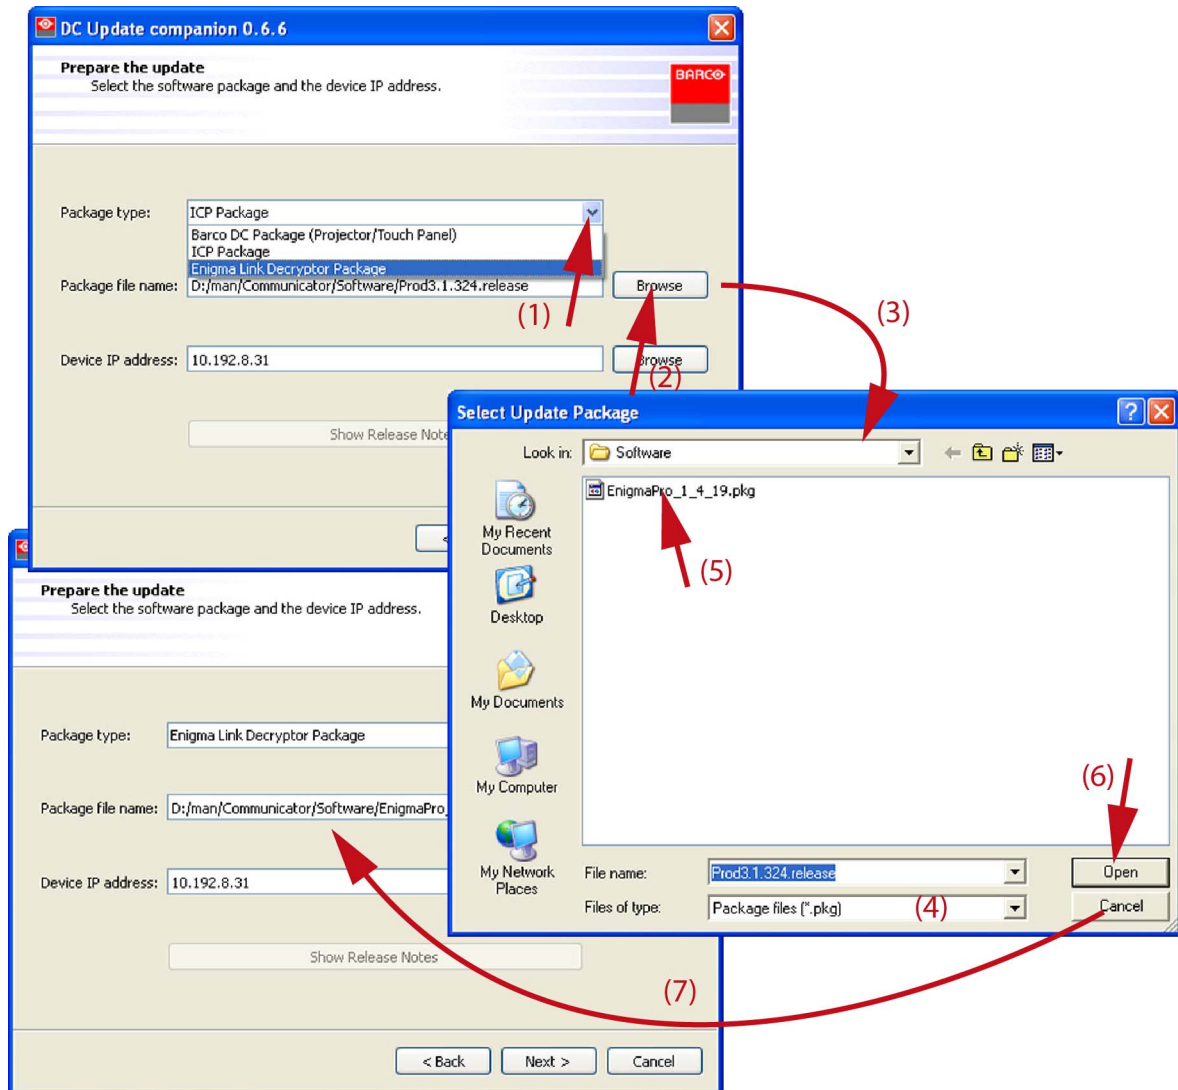 DC Update companion 0.6.6
Prepare the update
Select the software package and the device IP address.
BARCO
Package type:
ICP Package
Barco DC Package (Projector/Touch Panel)
ICP Package
Enigma Link Decryptor Package
Package file name:
D:/man/Communicator/Software/Prod3.1.324.release
Browse
(1)
(2)
(3)
Device IP address:
10.192.8.31
Browse
Show Release Note
<
Select Update Package
Look in:
Software
EnigmaPro_1_4_19.pkg
(5)
My Recent
Documents
Desktop
My Documents
My Computer
My Network
Places
(6)
File name:
Prod3.1.324.release
Open
Files of type:
Package files (*.pkg)
(4)
Cancel
Prepare the update
Select the software package and the device IP address.
Package type:
Enigma Link Decryptor Package
Package file name:
D:/man/Communicator/Software/EnigmaPro_
Device IP address:
10.192.8.31
Show Release Notes
(7)
< Back
Next >
Cancel